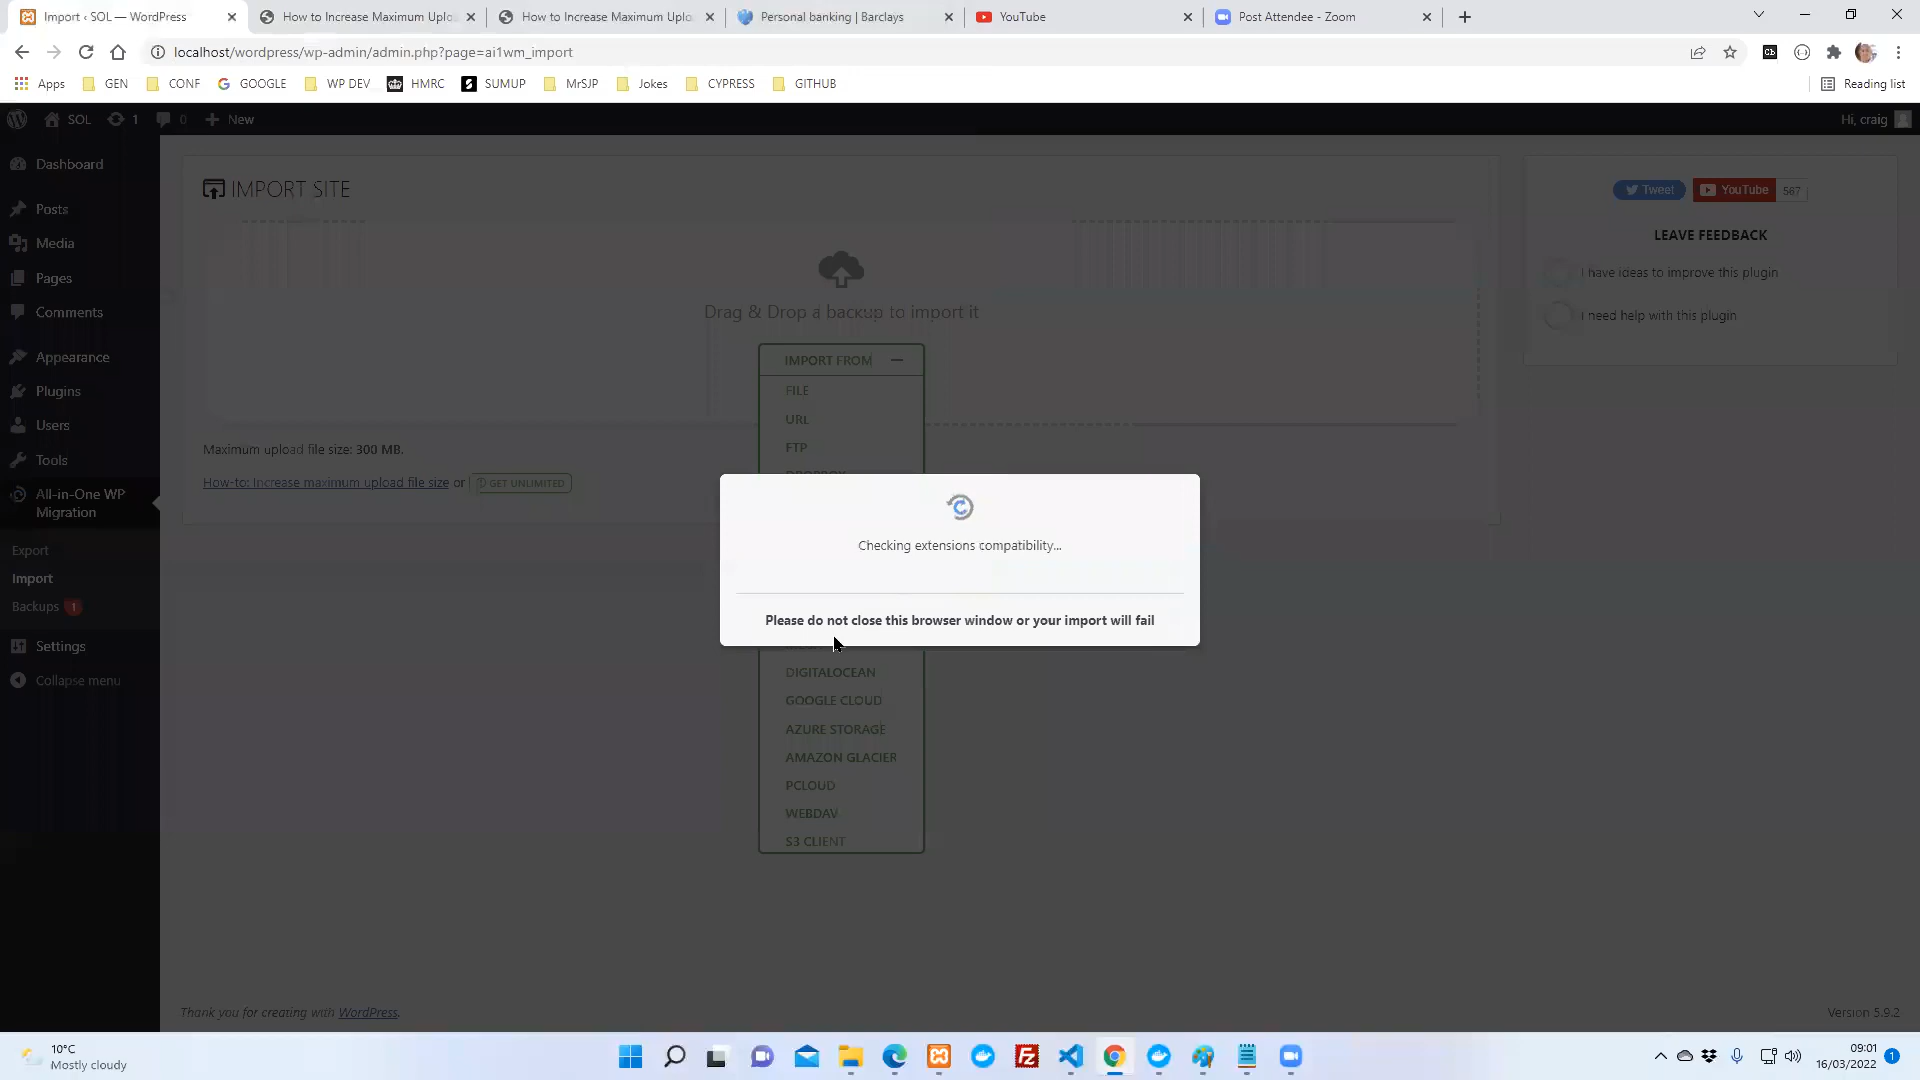 Import ‹ SOL — WordPress
How to Increase Maximum Uplo
How to Increase Maximum Uplo
Personal banking | Barclays
YouTube
Post Attendee - Zoom
localhost/wordpress/wp-admin/admin.php?page=ai1wm_import
Apps
GEN
CONF
GOOGLE
WP DEV
HMRC
SUMUP
MrSJP
Jokes
CYPRESS
GITHUB
Reading list
SOL
1
0
New
Hi, craig
Dashboard
Posts
Media
Pages
Comments
Appearance
Plugins
Users
Tools
All-in-One WP
Migration
Export
Import
Backups 1
Settings
Collapse menu
IMPORT SITE
Drag & Drop a backup to import it
IMPORT FROM
FILE
URL
FTP
DROPBOX
Maximum upload file size: 300 MB.
How-to: Increase maximum upload file size or GET UNLIMITED
Checking extensions compatibility...
Please do not close this browser window or your import will fail
DIGITALOCEAN
GOOGLE CLOUD
AZURE STORAGE
AMAZON GLACIER
PCLOUD
WEBDAV
S3 CLIENT
Tweet
YouTube 567
LEAVE FEEDBACK
I have ideas to improve this plugin
I need help with this plugin
Thank you for creating with WordPress.
Version 5.9.2
10°C
Mostly cloudy
09:01
16/03/2022
1